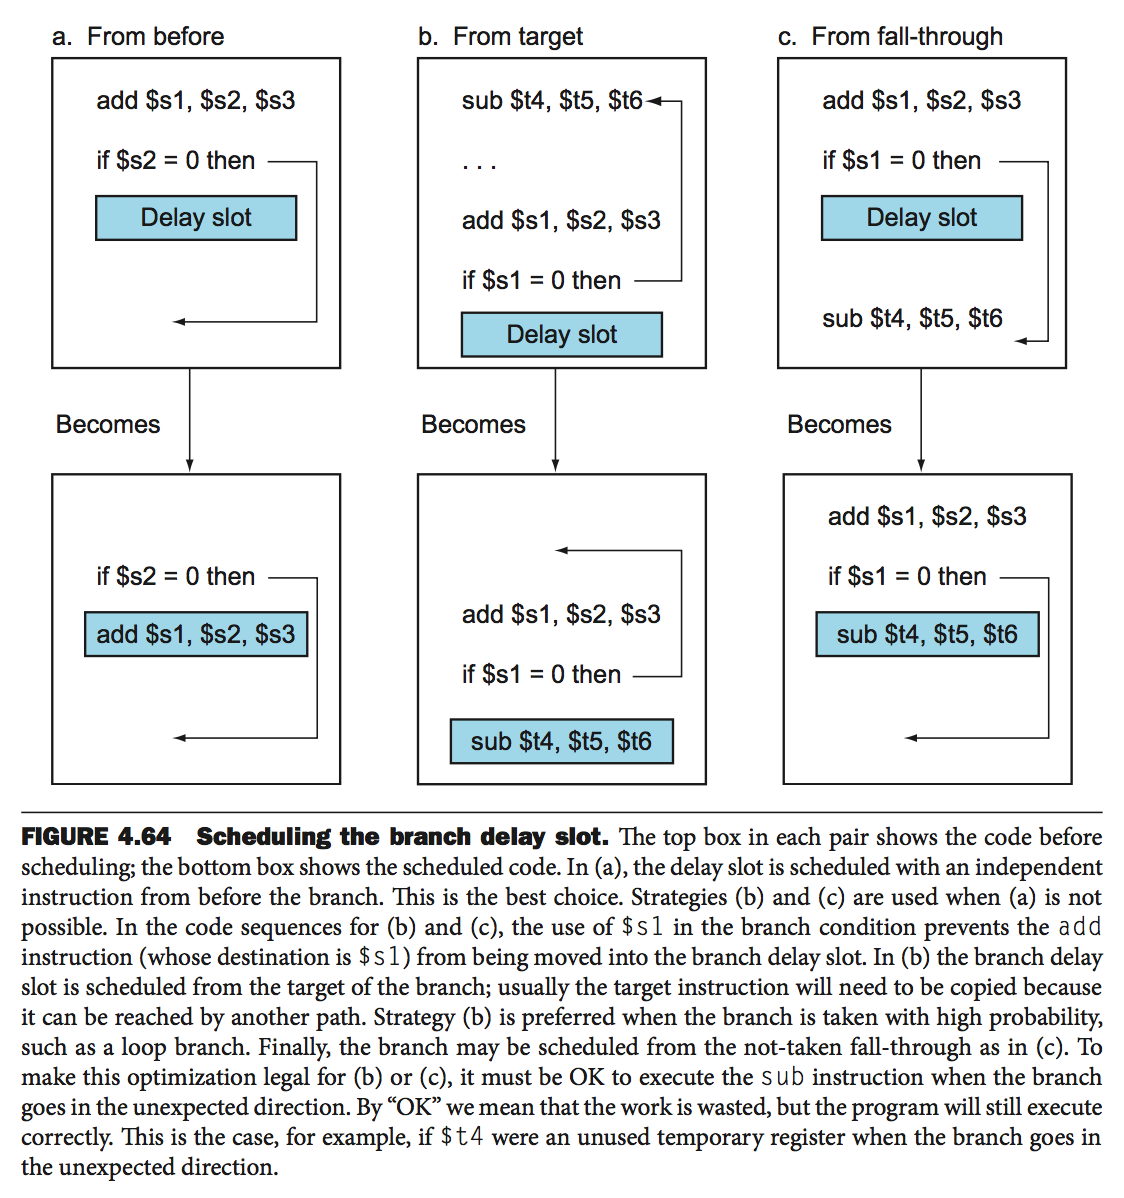 a. From before
add $s1, $s2, $s3
if $s2 = 0 then
Delay slot
Becomes
if $s2 = 0 then
add $s1, $s2, $s3
b. From target
sub $t4, $t5, $t6
. . .
add $s1, $s2, $s3
if $s1 = 0 then
Delay slot
Becomes
add $s1, $s2, $s3
if $s1 = 0 then
sub $t4, $t5, $t6
c. From fall-through
add $s1, $s2, $s3
if $s1 = 0 then
Delay slot
sub $t4, $t5, $t6
Becomes
add $s1, $s2, $s3
if $s1 = 0 then
sub $t4, $t5, $t6
FIGURE 4.64 Scheduling the branch delay slot. The top box in each pair shows the code before
scheduling; the bottom box shows the scheduled code. In (a), the delay slot is scheduled with an independent
instruction from before the branch. This is the best choice. Strategies (b) and (c) are used when (a) is not
possible. In the code sequences for (b) and (c), the use of $s1 in the branch condition prevents the add
instruction (whose destination is $s1) from being moved into the branch delay slot. In (b) the branch delay
slot is scheduled from the target of the branch; usually the target instruction will need to be copied because
it can be reached by another path. Strategy (b) is preferred when the branch is taken with high probability,
such as a loop branch. Finally, the branch may be scheduled from the not-taken fall-through as in (c). To
make this optimization legal for (b) or (c), it must be OK to execute the sub instruction when the branch
goes in the unexpected direction. By “OK” we mean that the work is wasted, but the program will still execute
correctly. This is the case, for example, if $t4 were an unused temporary register when the branch goes in
the unexpected direction.